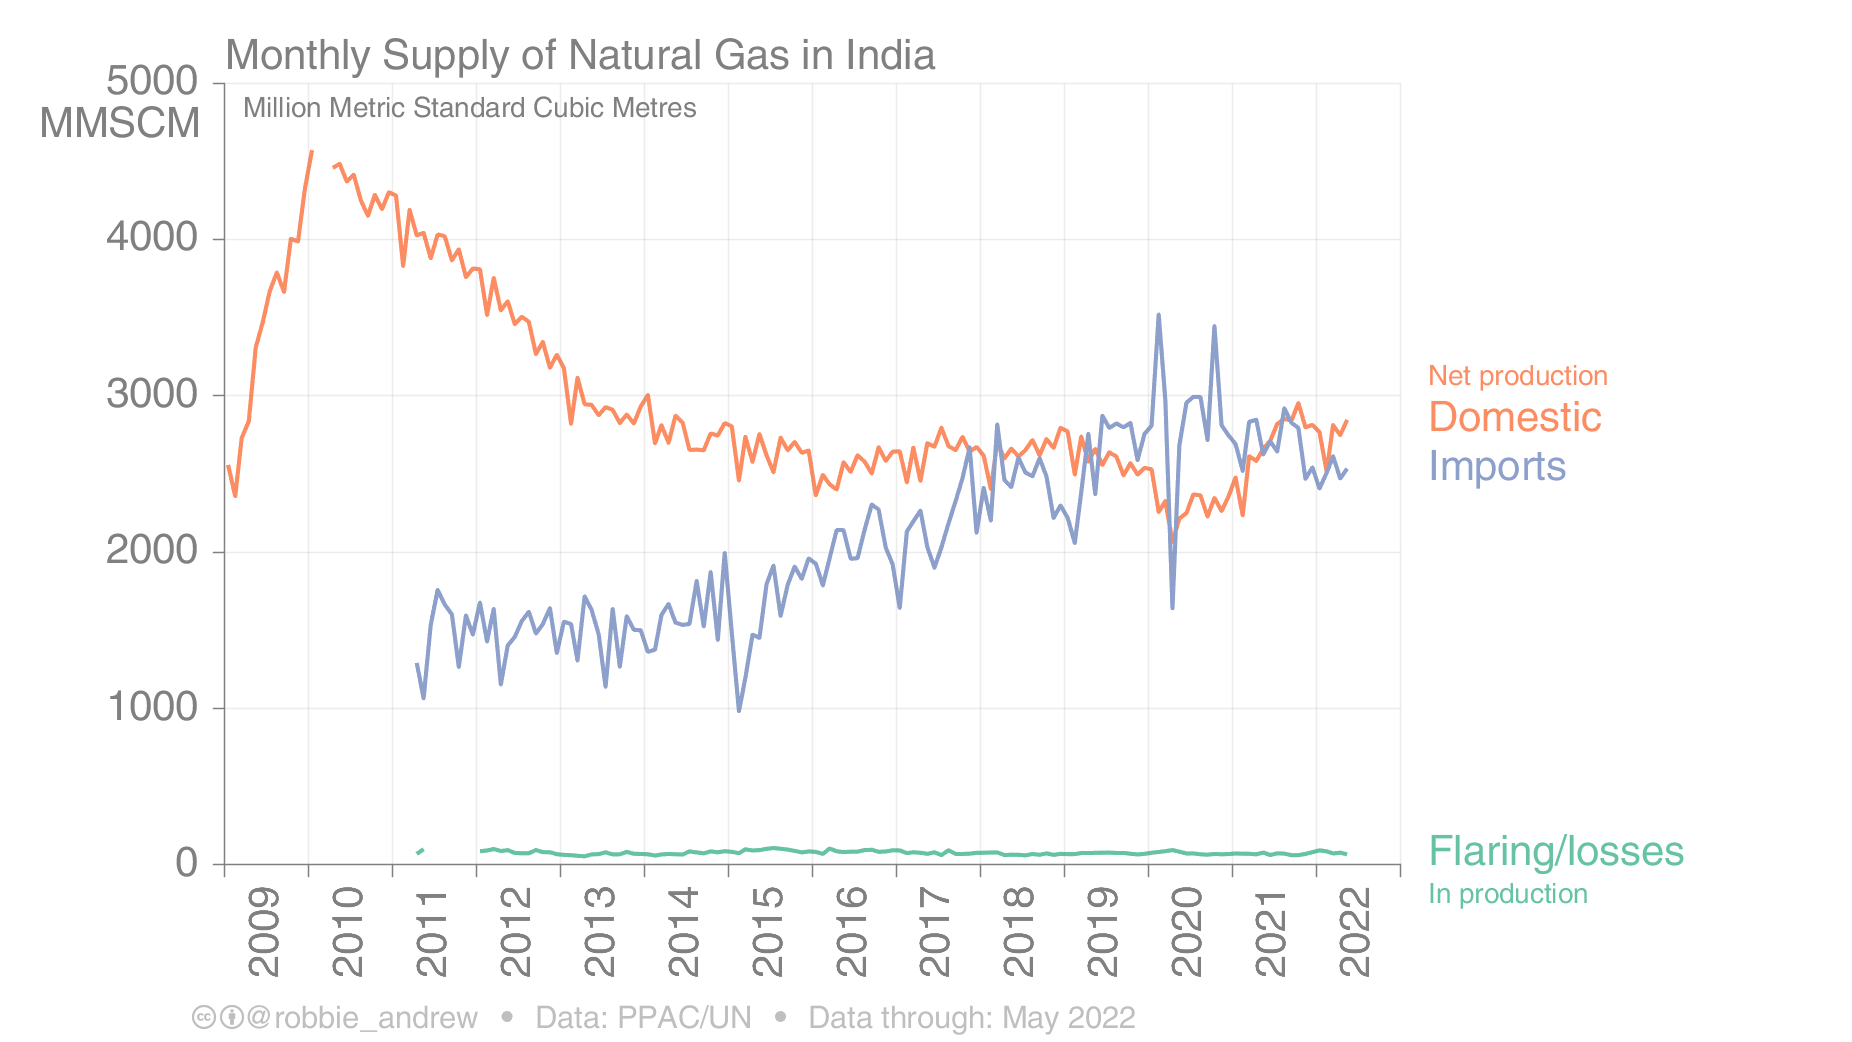 Monthly Supply of Natural Gas in India
5000
MMSCM
Million Metric Standard Cubic Metres
4000
3000
2000
1000
0
Net production
Domestic
Imports
Flaring/losses
In production
2009
2010
2011
2012
2013
2014
2015
2016
2017
2018
2019
2020
2021
2022
cc @robbie_andrew • Data: PPAC/UN • Data through: May 2022